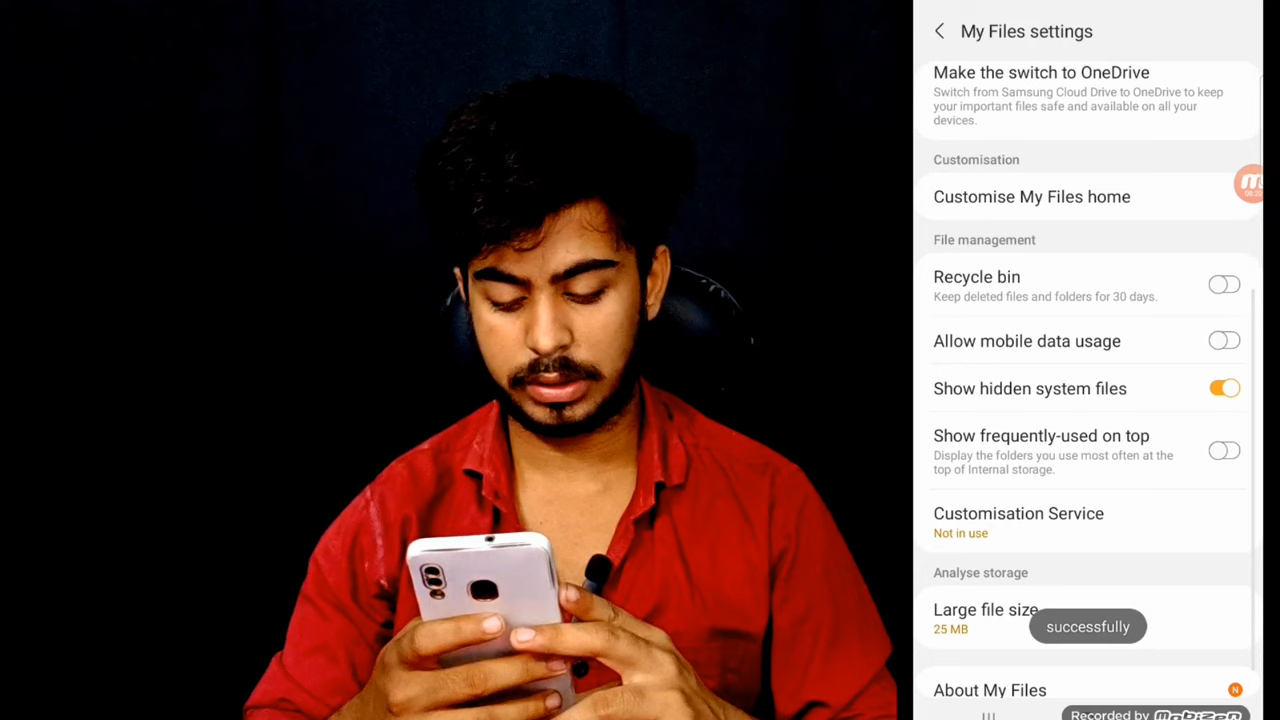 My Files settings
Make the switch to OneDrive
Switch from Samsung Cloud Drive to OneDrive to keep
your important files safe and available on all your
devices.
Customisation
Customise My Files home
File management
Recycle bin
Keep deleted files and folders for 30 days.
Allow mobile data usage
Show hidden system files
Show frequently-used on top
Display the folders you use most often at the
top of Internal storage.
Customisation Service
Not in use
Analyse storage
Large file size
25 MB
successfully
About My Files
N
Recorded by Mobizen